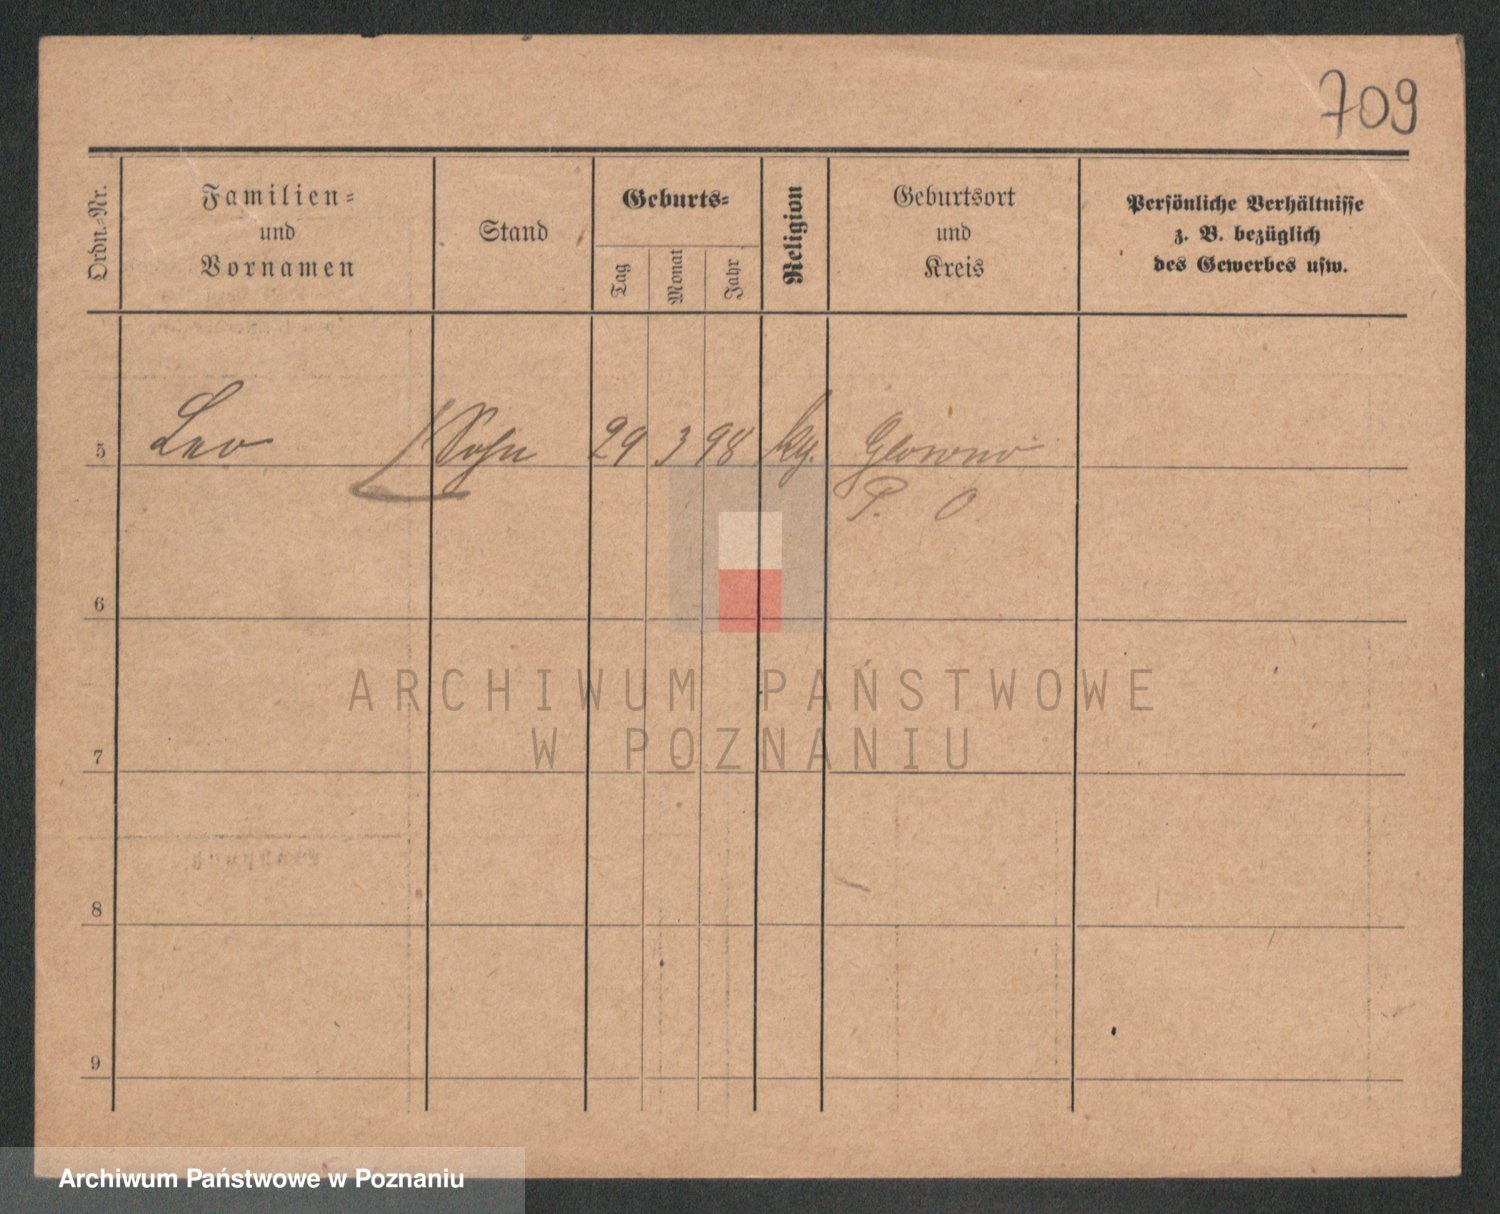 709
Ordn.-Nr.
Familien-
und
Vornamen
Stand
Geburts-
Tag
Monat
Jahr
Religion
Geburtsort
und
Kreis
Persönliche Verhältnisse
z. B. bezüglich
des Gewerbes usw.
5 Leo Sohn 29 3 98 Glowno
P. O
6
ARCHIWUM PAŃSTWOWE
W POZNANIU
7
8
9
Archiwum Państwowe w Poznaniu